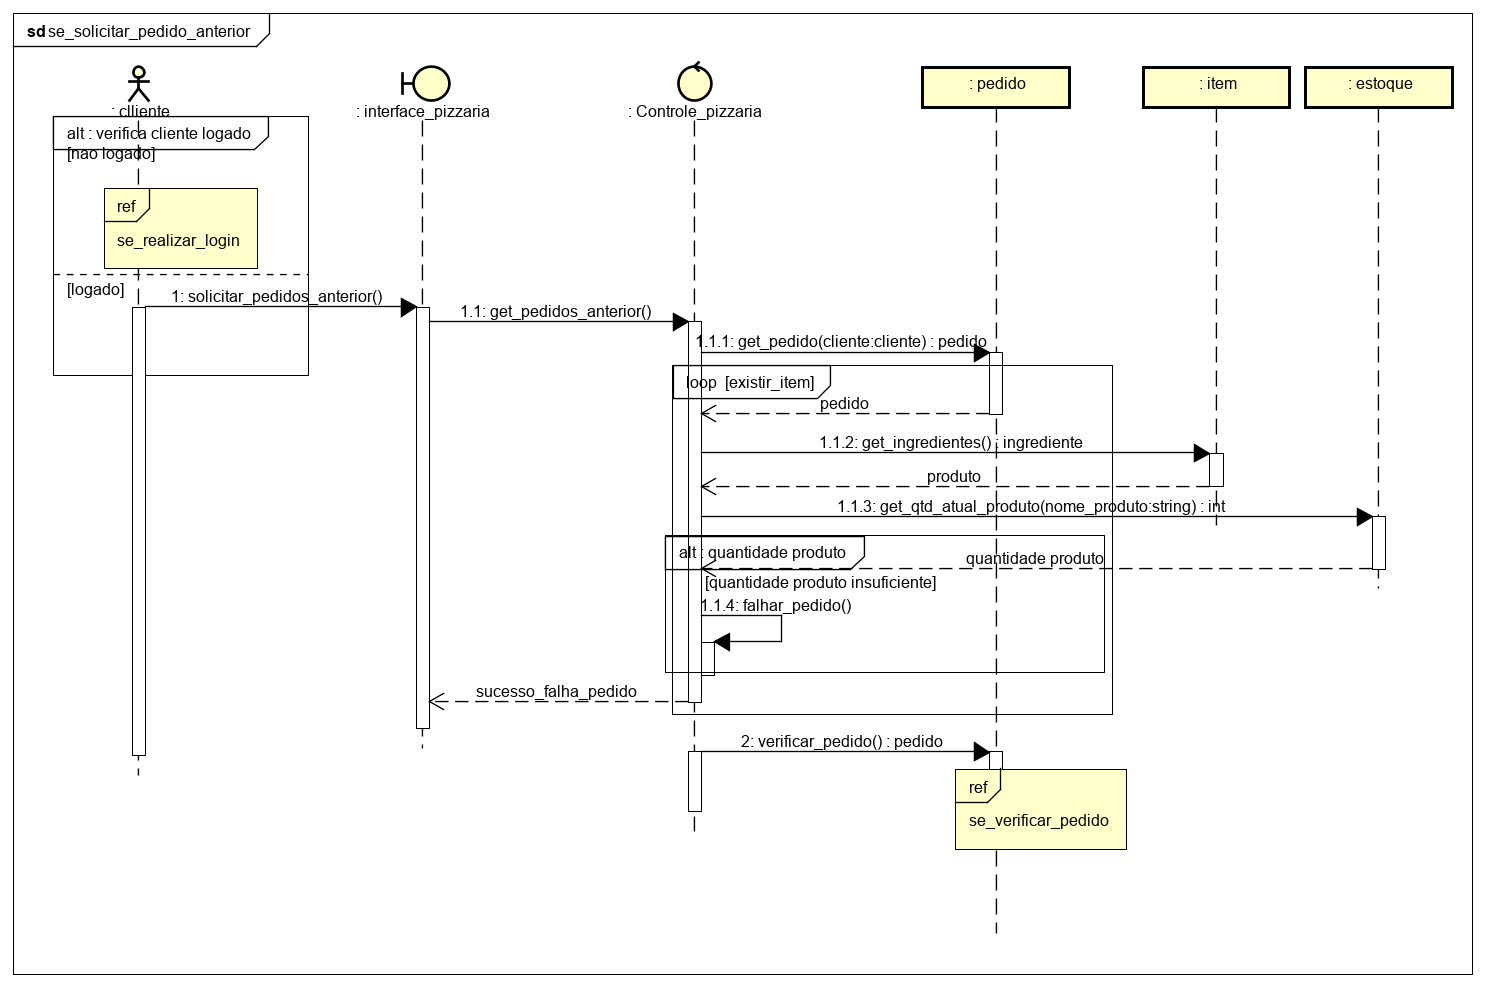 sd se_solicitar_pedido_anterior
: clliente
: interface_pizzaria
: Controle_pizzaria
: pedido
: item
: estoque
alt : verifica cliente logado
[nao logado]
ref
se_realizar_login
[logado]
1: solicitar_pedidos_anterior()
1.1: get_pedidos_anterior()
1.1.1: get_pedido(cliente:cliente) : pedido
loop [existir_item]
pedido
1.1.2: get_ingredientes() : ingrediente
produto
1.1.3: get_qtd_atual_produto(nome_produto:string) : int
alt : quantidade produto
quantidade produto
[quantidade produto insuficiente]
1.1.4: falhar_pedido()
sucesso_falha_pedido
2: verificar_pedido() : pedido
ref
se_verificar_pedido